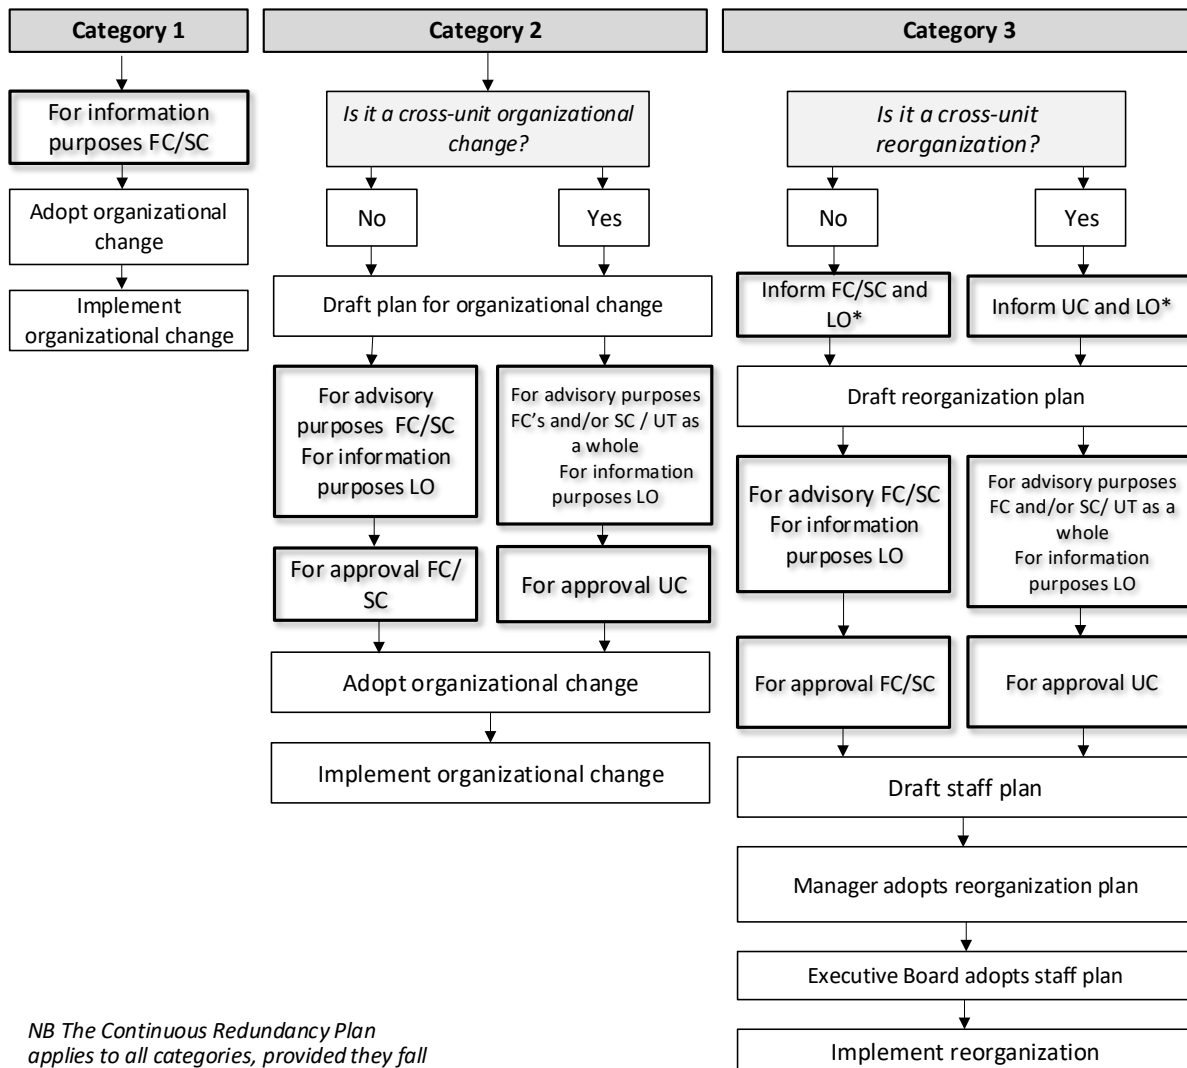 Category 1
For information
purposes FC/SC
Adopt organizational
change
Implement
organizational change
Category 2
Is it a cross-unit organizational
change?
No
Yes
Draft plan for organizational change
For advisory
purposes  FC/SC
For information
purposes LO
For advisory purposes
FC's and/or SC / UT as
a whole
For information
purposes LO
For approval FC/
SC
For approval UC
Adopt organizational change
Implement organizational change
Category 3
Is it a cross-unit
reorganization?
No
Yes
Inform FC/SC and
LO*
Inform UC and LO*
Draft reorganization plan
For advisory FC/SC
For information
purposes LO
For advisory purposes
FC and/or SC/ UT as a
whole
For information
purposes LO
For approval FC/SC
For approval UC
Draft staff plan
Manager adopts reorganization plan
Executive Board adopts staff plan
Implement reorganization
NB The Continuous Redundancy Plan
applies to all categories, provided they fall